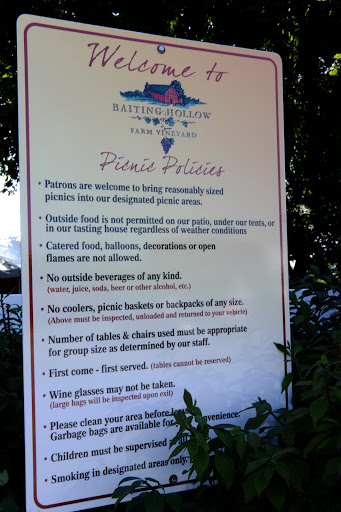 Welcome to
BAITING HOLLOW
FARM VINEYARD
Picnic Policies
• Patrons are welcome to bring reasonably sized
picnics into our designated picnic areas.
• Outside food is not permitted on our patio, under our tents, or
in our tasting house regardless of weather conditions
• Catered food, balloons, decorations or open
flames are not allowed.
• No outside beverages of any kind.
(water, juice, soda, beer or other alcohol, etc.)
• No coolers, picnic baskets or backpacks of any size.
(Above must be inspected, unloaded and returned to your vehicle)
• Number of tables & chairs used must be appropriate
for group size as determined by our staff.
• First come - first served. (tables cannot be reserved)
• Wine glasses may not be taken.
(large bags will be inspected upon exit)
• Please clean your area before convenience.
Garbage bags are available for
• Children must be supervised at all
• Smoking in designated areas only.